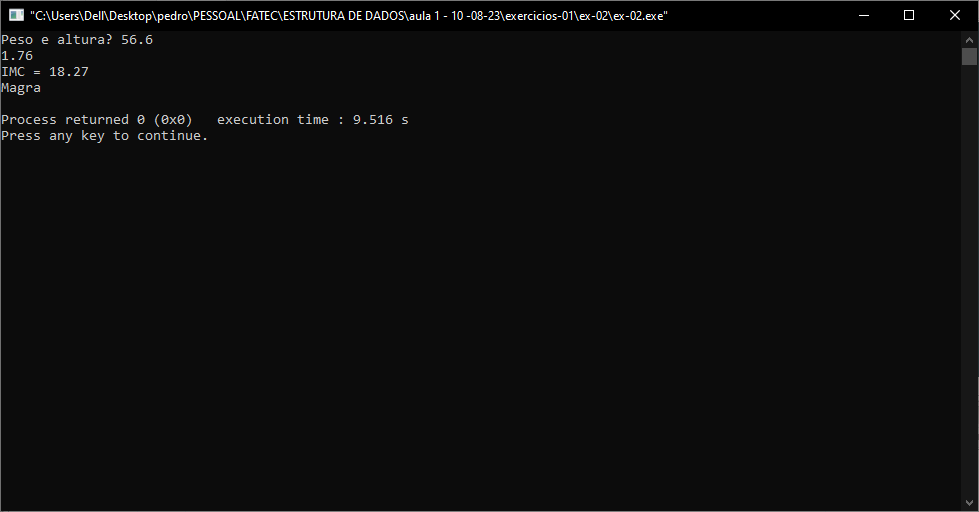 "C:\Users\Dell\Desktop\pedro\PESSOAL\FATEC\ESTRUTURA DE DADOS\aula 1 - 10 -08-23\exercicios-01\ex-02\ex-02.exe"
Peso e altura? 56.6
1.76
IMC = 18.27
Magra
Process returned 0 (0x0)   execution time : 9.516 s
Press any key to continue.